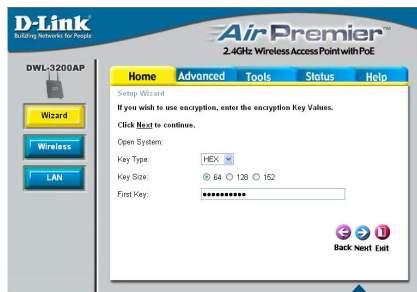 D-Link
Building Networks for People
Air Premier™
2.4GHz Wireless Access Point with PoE
DWL-3200AP
Home Advanced Tools Status Help
Wizard
Wireless
LAN
Setup Wizard
If you wish to use encryption, enter the encryption Key Values.
Click Next to continue.
Open System:
Key Type: HEX
Key Size: 64 128 152
First Key: ••••••••••
Back Next Exit